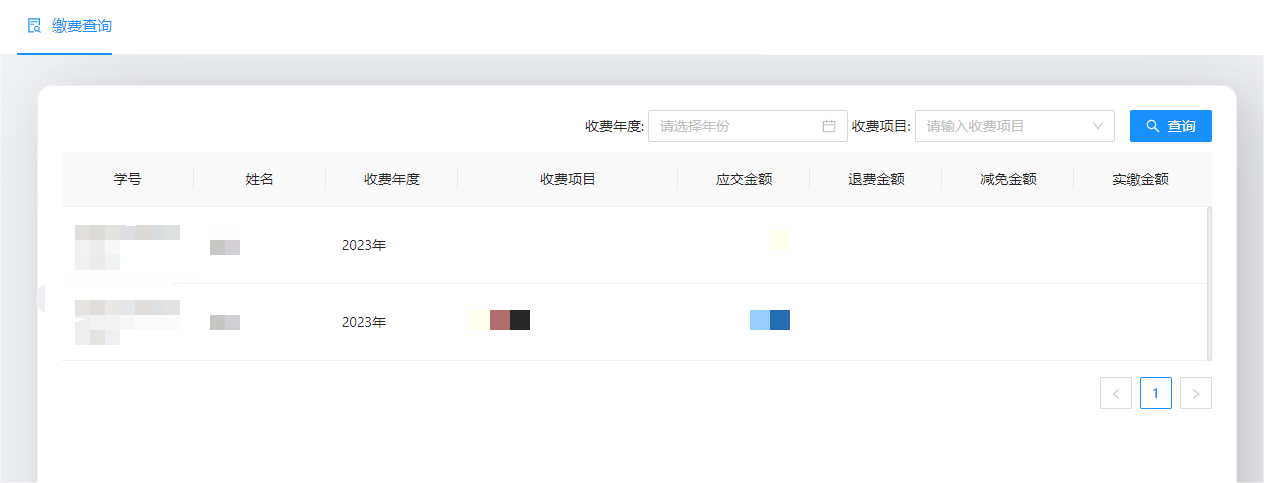 缴费查询
收费年度: 请选择年份 收费项目: 请输入收费项目 查询
学号 姓名 收费年度 收费项目 应交金额 退费金额 减免金额 实缴金额
2023年
2023年
1